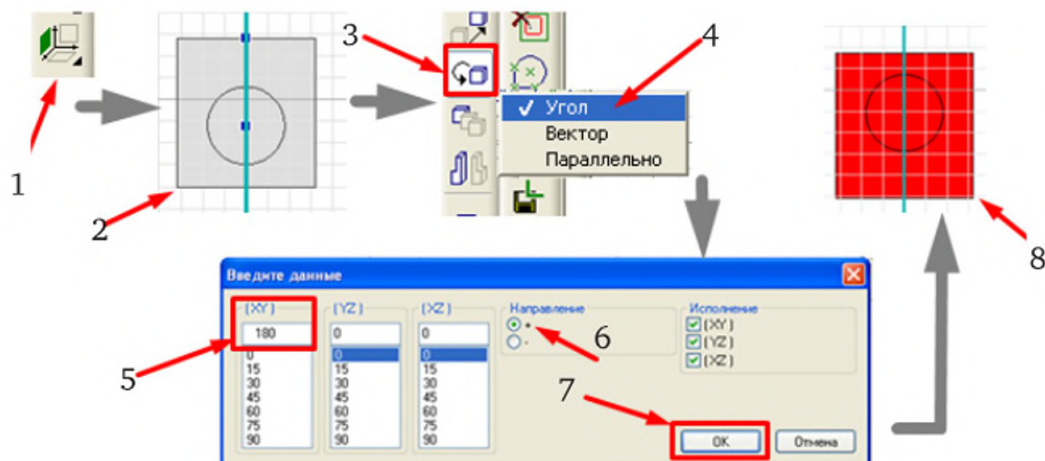 3
4
✓ Угол
Вектор
Параллельно
1
2
8
Введите данные
(XY) (YZ) (XZ) Направление Исполнение
180 0 0 + (XY)
- (YZ)
(XZ)
0 0 0
15 15 15
30 30 30
45 45 45
60 60 60
75 75 75
90 90 90
5
6
7
OK Отмена